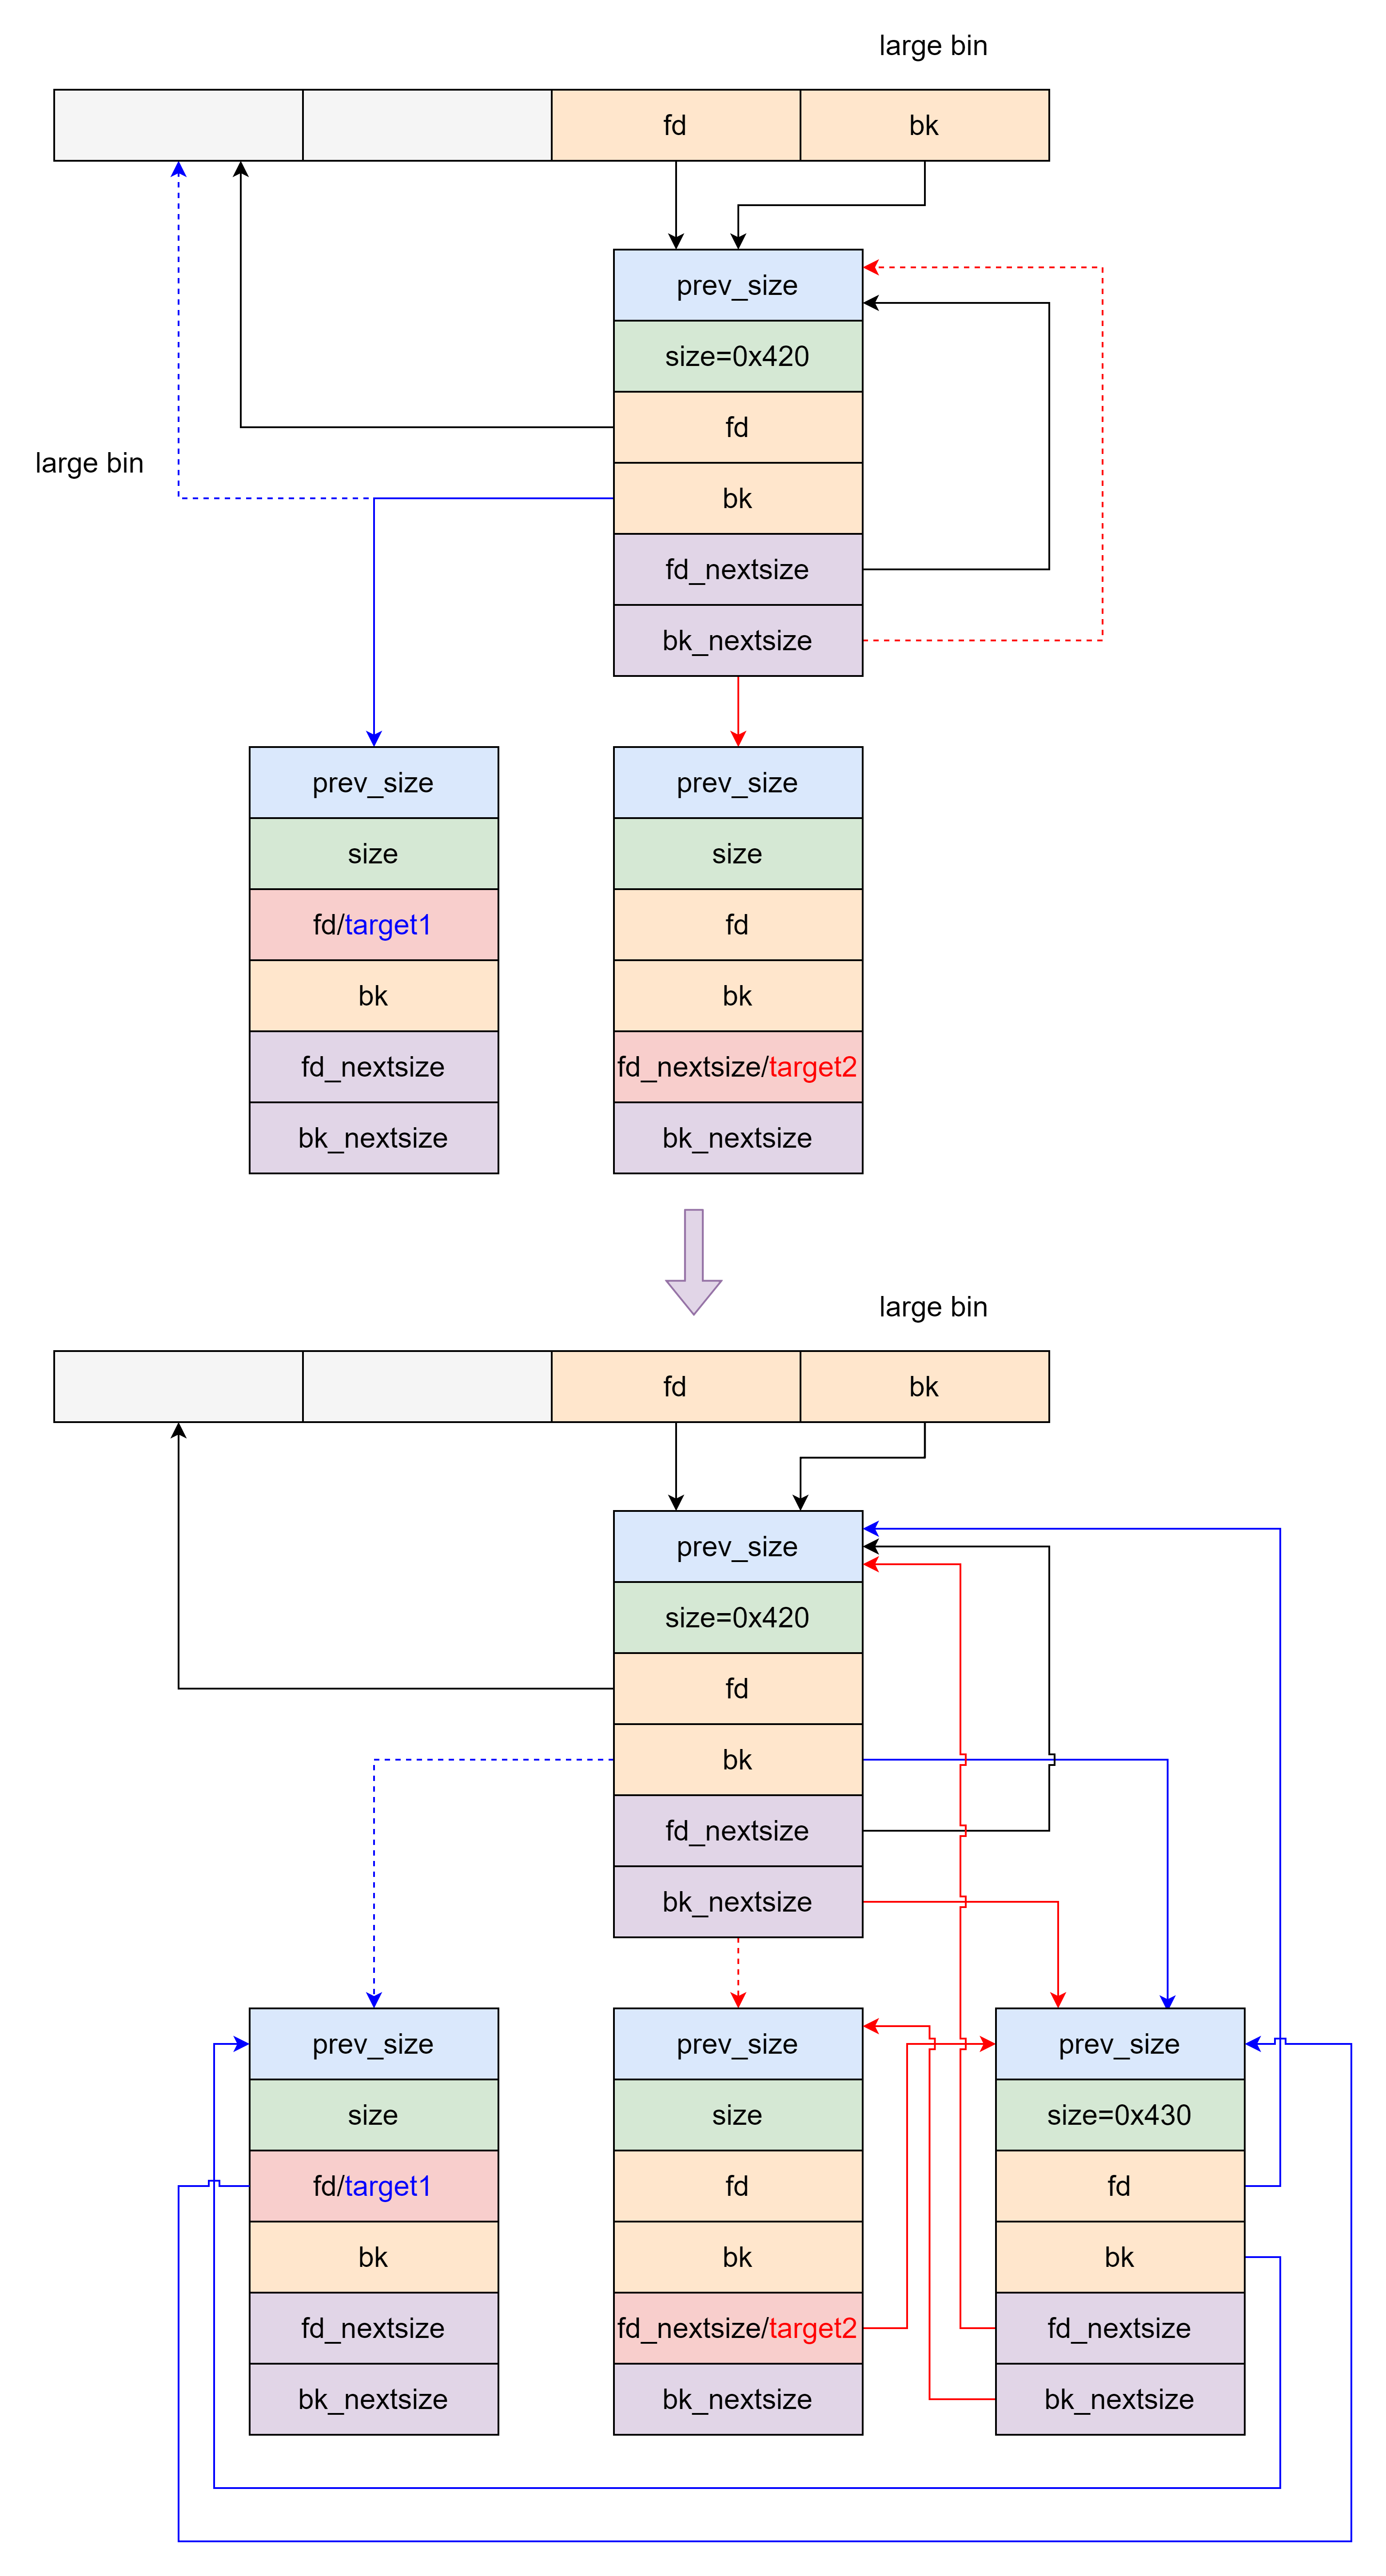 large bin
fd
bk
prev_size
size=0x420
fd
large bin
bk
fd_nextsize
bk_nextsize
prev_size
size
fd/target1
bk
fd_nextsize
bk_nextsize
prev_size
size
fd
bk
fd_nextsize/target2
bk_nextsize
large bin
fd
bk
prev_size
size=0x420
fd
bk
fd_nextsize
bk_nextsize
prev_size
size
fd/target1
bk
fd_nextsize
bk_nextsize
prev_size
size
fd
bk
fd_nextsize/target2
bk_nextsize
prev_size
size=0x430
fd
bk
fd_nextsize
bk_nextsize